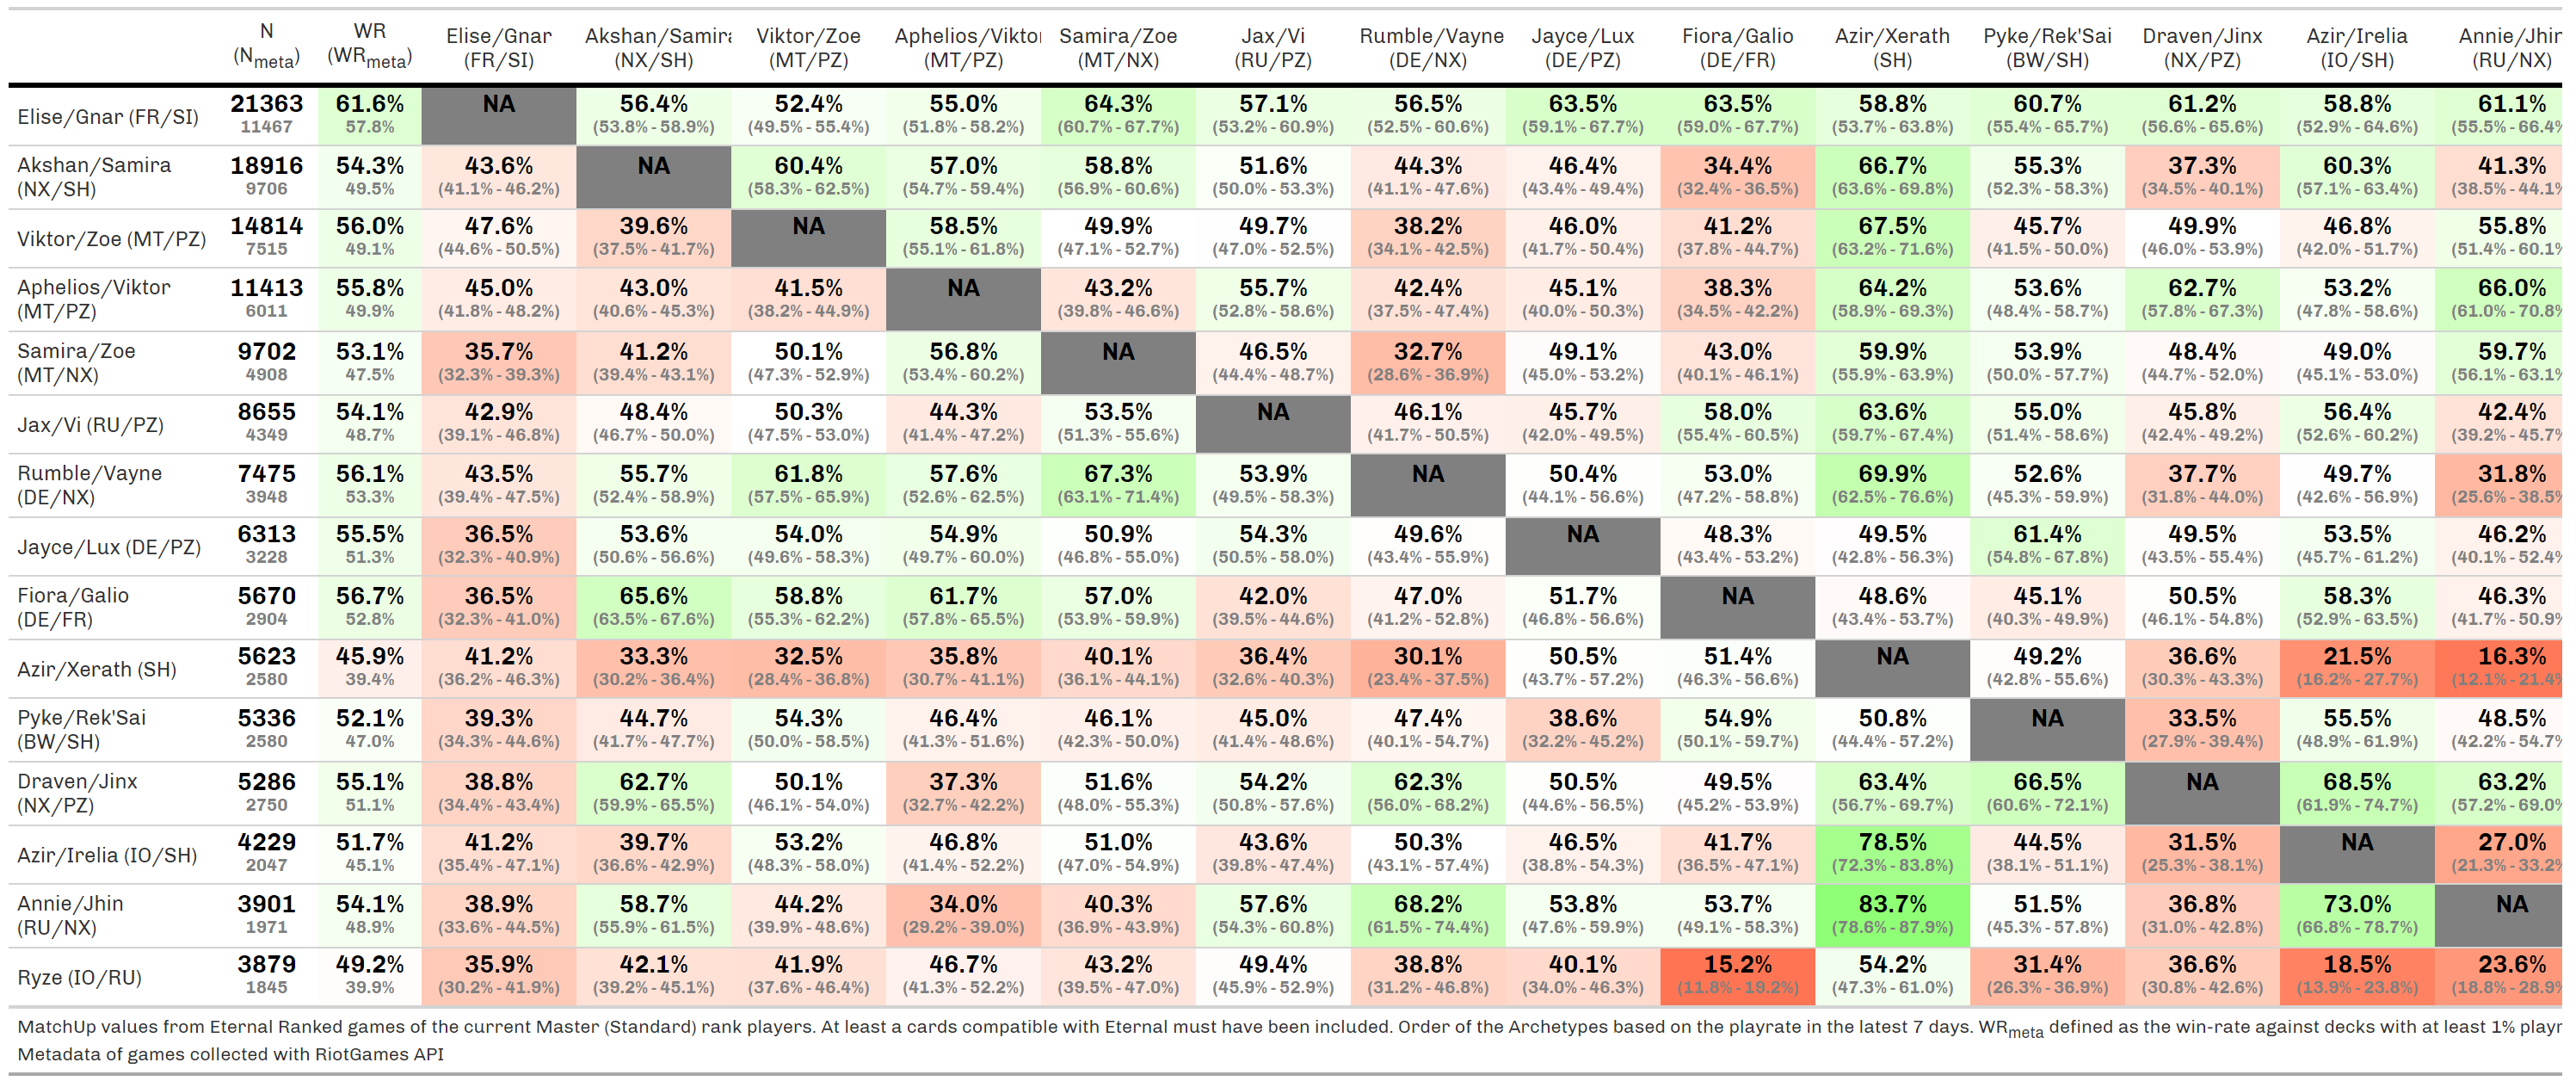 N WR Elise/Gnar Akshan/Samira Viktor/Zoe Aphelios/Viktor Samira/Zoe Jax/Vi Rumble/Vayne Jayce/Lux Fiora/Galio Azir/Xerath Pyke/Rek'Sai Draven/Jinx Azir/Irelia Annie/Jhin
(Nmeta) (WRmeta) (FR/SI) (NX/SH) (MT/PZ) (MT/PZ) (MT/NX) (RU/PZ) (DE/NX) (DE/PZ) (DE/FR) (SH) (BW/SH) (NX/PZ) (IO/SH) (RU/NX)
Elise/Gnar (FR/SI) 21363 61.6% NA 56.4% 52.4% 55.0% 64.3% 57.1% 56.5% 63.5% 63.5% 58.8% 60.7% 61.2% 58.8% 61.1%
11467 57.8% (53.8% - 58.9%) (49.5% - 55.4%) (51.8% - 58.2%) (60.7% - 67.7%) (53.2% - 60.9%) (52.5% - 60.6%) (59.1% - 67.7%) (59.0% - 67.7%) (53.7% - 63.8%) (55.4% - 65.7%) (56.6% - 65.6%) (52.9% - 64.6%) (55.5% - 66.4%
Akshan/Samira 18916 54.3% 43.6% NA 60.4% 57.0% 58.8% 51.6% 44.3% 46.4% 34.4% 66.7% 55.3% 37.3% 60.3% 41.3%
(NX/SH) 9706 49.5% (41.1% - 46.2%) (58.3% - 62.5%) (54.7% - 59.4%) (56.9% - 60.6%) (50.0% - 53.3%) (41.1% - 47.6%) (43.4% - 49.4%) (32.4% - 36.5%) (63.6% - 69.8%) (52.3% - 58.3%) (34.5% - 40.1%) (57.1% - 63.4%) (38.5% - 44.1%
Viktor/Zoe (MT/PZ) 14814 56.0% 47.6% 39.6% NA 58.5% 49.9% 49.7% 38.2% 46.0% 41.2% 67.5% 45.7% 49.9% 46.8% 55.8%
7515 49.1% (44.6% - 50.5%) (37.5% - 41.7%) (55.1% - 61.8%) (47.1% - 52.7%) (47.0% - 52.5%) (34.1% - 42.5%) (41.7% - 50.4%) (37.8% - 44.7%) (63.2% - 71.6%) (41.5% - 50.0%) (46.0% - 53.9%) (42.0% - 51.7%) (51.4% - 60.1%
Aphelios/Viktor 11413 55.8% 45.0% 43.0% 41.5% NA 43.2% 55.7% 42.4% 45.1% 38.3% 64.2% 53.6% 62.7% 53.2% 66.0%
(MT/PZ) 6011 49.9% (41.8% - 48.2%) (40.6% - 45.3%) (38.2% - 44.9%) (39.8% - 46.6%) (52.8% - 58.6%) (37.5% - 47.4%) (40.0% - 50.3%) (34.5% - 42.2%) (58.9% - 69.3%) (48.4% - 58.7%) (57.8% - 67.3%) (47.8% - 58.6%) (61.0% - 70.8%
Samira/Zoe 9702 53.1% 35.7% 41.2% 50.1% 56.8% NA 46.5% 32.7% 49.1% 43.0% 59.9% 53.9% 48.4% 49.0% 59.7%
(MT/NX) 4908 47.5% (32.3% - 39.3%) (39.4% - 43.1%) (47.3% - 52.9%) (53.4% - 60.2%) (44.4% - 48.7%) (28.6% - 36.9%) (45.0% - 53.2%) (40.1% - 46.1%) (55.9% - 63.9%) (50.0% - 57.7%) (44.7% - 52.0%) (45.1% - 53.0%) (56.1% - 63.1%
Jax/Vi (RU/PZ) 8655 54.1% 42.9% 48.4% 50.3% 44.3% 53.5% NA 46.1% 45.7% 58.0% 63.6% 55.0% 45.8% 56.4% 42.4%
4349 48.7% (39.1% - 46.8%) (46.7% - 50.0%) (47.5% - 53.0%) (41.4% - 47.2%) (51.3% - 55.6%) (41.7% - 50.5%) (42.0% - 49.5%) (55.4% - 60.5%) (59.7% - 67.4%) (51.4% - 58.6%) (42.4% - 49.2%) (52.6% - 60.2%) (39.2% - 45.7%
Rumble/Vayne 7475 56.1% 43.5% 55.7% 61.8% 57.6% 67.3% 53.9% NA 50.4% 53.0% 69.9% 52.6% 37.7% 49.7% 31.8%
(DE/NX) 3948 53.3% (39.4% - 47.5%) (52.4% - 58.9%) (57.5% - 65.9%) (52.6% - 62.5%) (63.1% - 71.4%) (49.5% - 58.3%) (44.1% - 56.6%) (47.2% - 58.8%) (62.5% - 76.6%) (45.3% - 59.9%) (31.8% - 44.0%) (42.6% - 56.9%) (25.6% - 38.5%
Jayce/Lux (DE/PZ) 6313 55.5% 36.5% 53.6% 54.0% 54.9% 50.9% 54.3% 49.6% NA 48.3% 49.5% 61.4% 49.5% 53.5% 46.2%
3228 51.3% (32.3% - 40.9%) (50.6% - 56.6%) (49.6% - 58.3%) (49.7% - 60.0%) (46.8% - 55.0%) (50.5% - 58.0%) (43.4% - 55.9%) (43.4% - 53.2%) (42.8% - 56.3%) (54.8% - 67.8%) (43.5% - 55.4%) (45.7% - 61.2%) (40.1% - 52.4%
Fiora/Galio 5670 56.7% 36.5% 65.6% 58.8% 61.7% 57.0% 42.0% 47.0% 51.7% NA 48.6% 45.1% 50.5% 58.3% 46.3%
(DE/FR) 2904 52.8% (32.3% - 41.0%) (63.5% - 67.6%) (55.3% - 62.2%) (57.8% - 65.5%) (53.9% - 59.9%) (39.5% - 44.6%) (41.2% - 52.8%) (46.8% - 56.6%) (43.4% - 53.7%) (40.3% - 49.9%) (46.1% - 54.8%) (52.9% - 63.5%) (41.7% - 50.9%
Azir/Xerath (SH) 5623 45.9% 41.2% 33.3% 32.5% 35.8% 40.1% 36.4% 30.1% 50.5% 51.4% NA 49.2% 36.6% 21.5% 16.3%
2580 39.4% (36.2% - 46.3%) (30.2% - 36.4%) (28.4% - 36.8%) (30.7% - 41.1%) (36.1% - 44.1%) (32.6% - 40.3%) (23.4% - 37.5%) (43.7% - 57.2%) (46.3% - 56.6%) (42.8% - 55.6%) (30.3% - 43.3%) (16.2% - 27.7%) (12.1% - 21.4%
Pyke/Rek'Sai 5336 52.1% 39.3% 44.7% 54.3% 46.4% 46.1% 45.0% 47.4% 38.6% 54.9% 50.8% NA 33.5% 55.5% 48.5%
(BW/SH) 2580 47.0% (34.3% - 44.6%) (41.7% - 47.7%) (50.0% - 58.5%) (41.3% - 51.6%) (42.3% - 50.0%) (41.4% - 48.6%) (40.1% - 54.7%) (32.2% - 45.2%) (50.1% - 59.7%) (44.4% - 57.2%) (27.9% - 39.4%) (48.9% - 61.9%) (42.2% - 54.7%
Draven/Jinx 5286 55.1% 38.8% 62.7% 50.1% 37.3% 51.6% 54.2% 62.3% 50.5% 49.5% 63.4% 66.5% NA 68.5% 63.2%
(NX/PZ) 2750 51.1% (34.4% - 43.4%) (59.9% - 65.5%) (46.1% - 54.0%) (32.7% - 42.2%) (48.0% - 55.3%) (50.8% - 57.6%) (56.0% - 68.2%) (44.6% - 56.5%) (45.2% - 53.9%) (56.7% - 69.7%) (60.6% - 72.1%) (61.9% - 74.7%) (57.2% - 69.0%
Azir/Irelia (IO/SH) 4229 51.7% 41.2% 39.7% 53.2% 46.8% 51.0% 43.6% 50.3% 46.5% 41.7% 78.5% 44.5% 31.5% NA 27.0%
2047 45.1% (35.4% - 47.1%) (36.6% - 42.9%) (48.3% - 58.0%) (41.4% - 52.2%) (47.0% - 54.9%) (39.8% - 47.4%) (43.1% - 57.4%) (38.8% - 54.3%) (36.5% - 47.1%) (72.3% - 83.8%) (38.1% - 51.1%) (25.3% - 38.1%) (21.3% - 33.2%
Annie/Jhin 3901 54.1% 38.9% 58.7% 44.2% 34.0% 40.3% 57.6% 68.2% 53.8% 53.7% 83.7% 51.5% 36.8% 73.0% NA
(RU/NX) 1971 48.9% (33.6% - 44.5%) (55.9% - 61.5%) (39.9% - 48.6%) (29.2% - 39.0%) (36.9% - 43.9%) (54.3% - 60.8%) (61.5% - 74.4%) (47.6% - 59.9%) (49.1% - 58.3%) (78.6% - 87.9%) (45.3% - 57.8%) (31.0% - 42.8%) (66.8% - 78.7%)
Ryze (IO/RU) 3879 49.2% 35.9% 42.1% 41.9% 46.7% 43.2% 49.4% 38.8% 40.1% 15.2% 54.2% 31.4% 36.6% 18.5% 23.6%
1845 39.9% (30.2% - 41.9%) (39.2% - 45.1%) (37.6% - 46.4%) (41.3% - 52.2%) (39.5% - 47.0%) (45.9% - 52.9%) (31.2% - 46.8%) (34.0% - 46.3%) (11.8% - 19.2%) (47.3% - 61.0%) (26.3% - 36.9%) (30.8% - 42.6%) (13.9% - 23.8%) (18.8% - 28.9%
MatchUp values from Eternal Ranked games of the current Master (Standard) rank players. At least a cards compatible with Eternal must have been included. Order of the Archetypes based on the playrate in the latest 7 days. WRmeta defined as the win-rate against decks with at least 1%
Metadata of games collected with RiotGames API